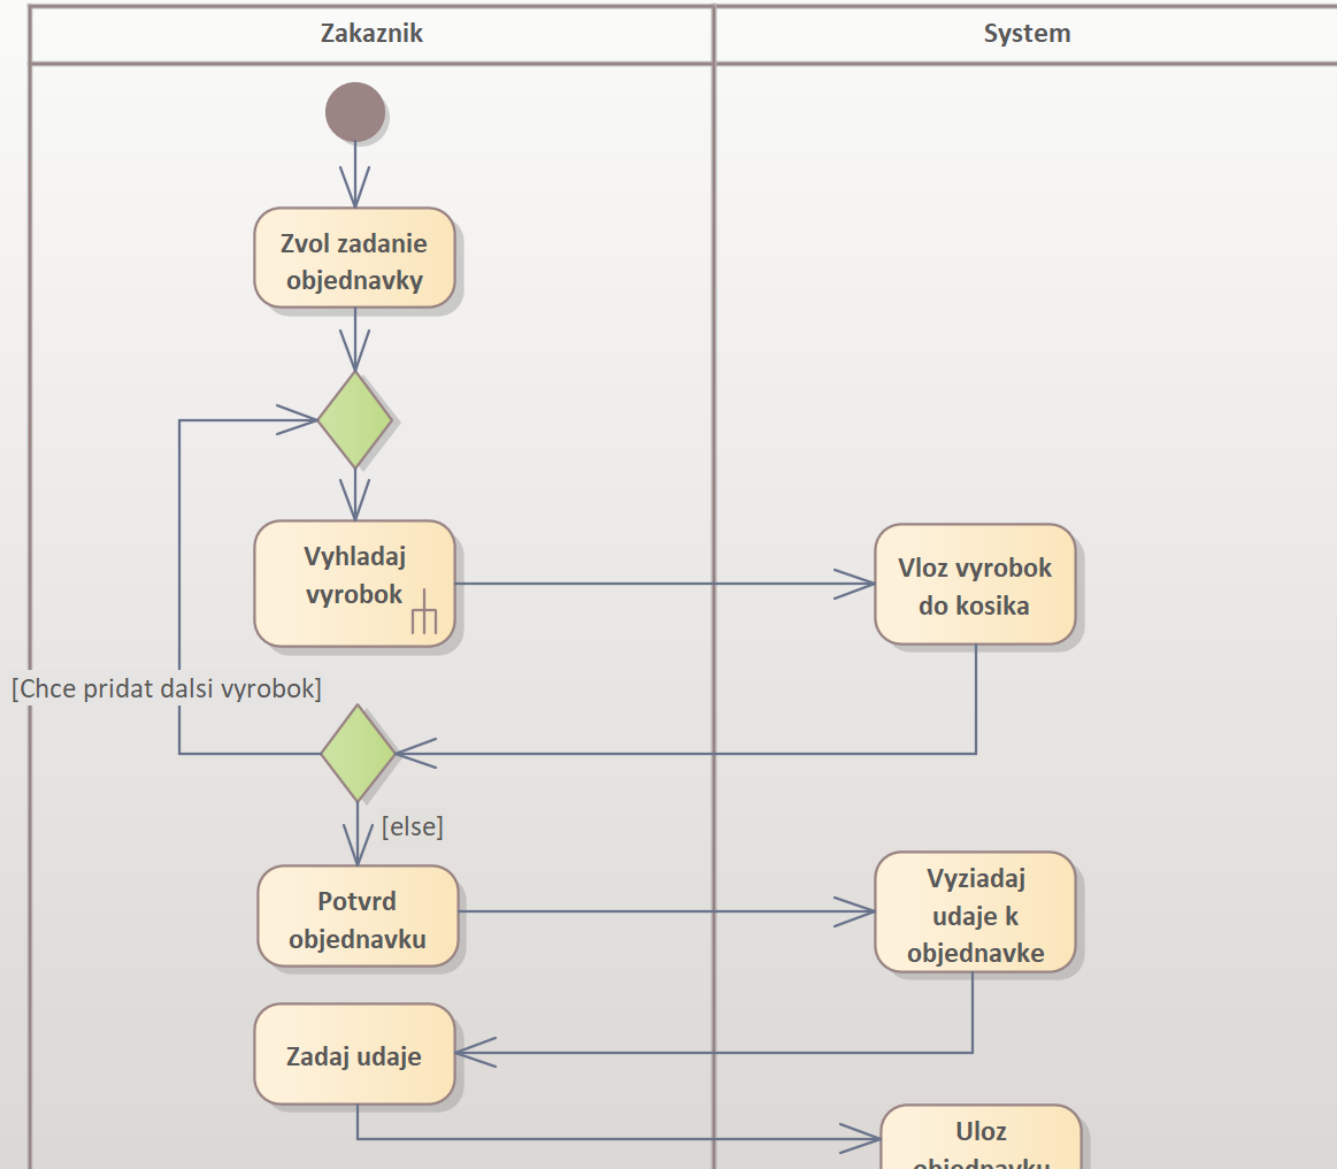 Zakaznik
System
Zvol zadanie
objednavky
Vyhladaj
vyrobok
Vloz vyrobok
do kosika
[Chce pridat dalsi vyrobok]
[else]
Potvrd
objednavku
Vyziadaj
udaje k
objednavke
Zadaj udaje
Uloz
objednavku